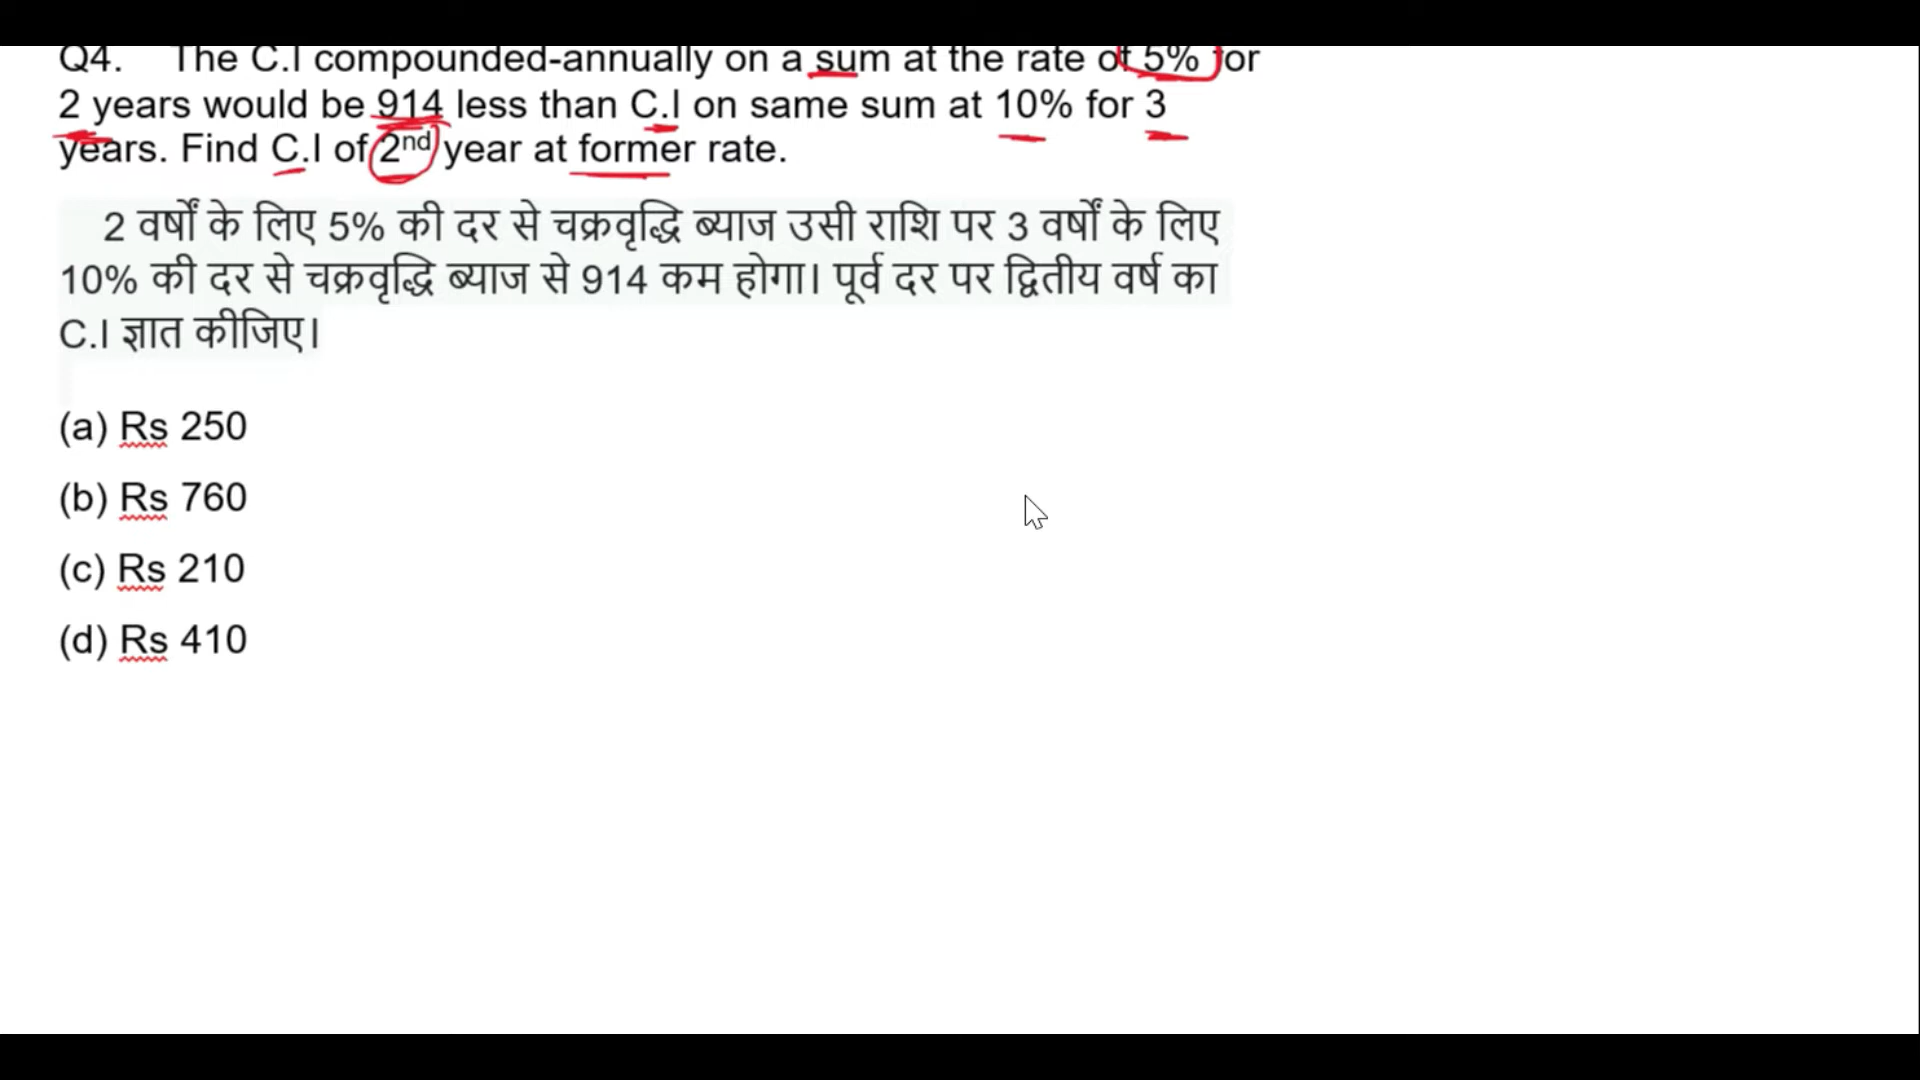 Q4. The C.I compounded-annually on a sum at the rate of 5% for
2 years would be 914 less than C.I on same sum at 10% for 3
years. Find C.I of 2nd year at former rate.
2 वर्षों के लिए 5% की दर से चक्रवृद्धि ब्याज उसी राशि पर 3 वर्षों के लिए
10% की दर से चक्रवृद्धि ब्याज से 914 कम होगा। पूर्व दर पर द्वितीय वर्ष का
C.I ज्ञात कीजिए।
(a) Rs 250
(b) Rs 760
(c) Rs 210
(d) Rs 410